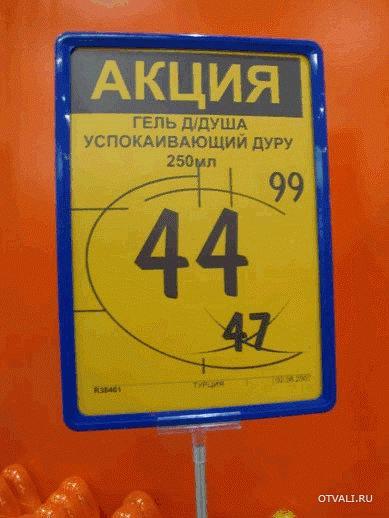 АКЦИЯ
ГЕЛЬ Д/ДУША
УСПОКАИВАЮЩИЙ ДУРУ
250МЛ
99
44
47
R38461 ТУРЦИЯ
OTVALI.RU